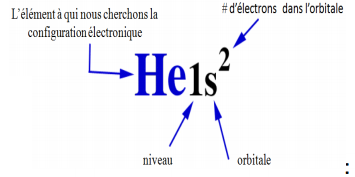 L'élément à qui nous cherchons la
configuration électronique
# d'électrons dans l'orbitale
He1s²
niveau
orbitale
: